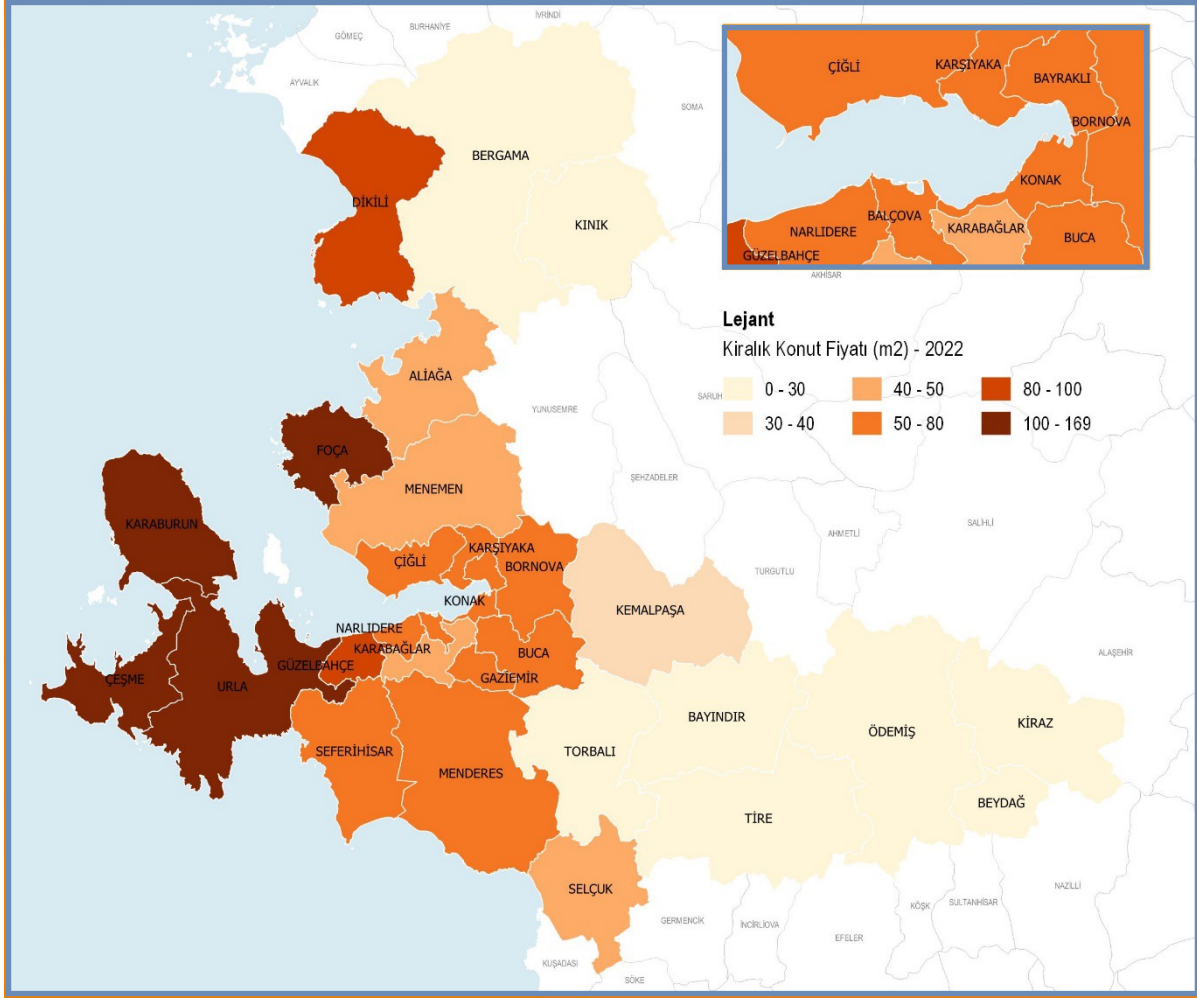 İVRİNDİ
SURHANİYE
GÖMEÇ
AYVALIK
SOMA
BERGAMA
DİKİLİ
KINIK
ÇİĞLİ
KARŞIYAKA
BAYRAKLI
BORNOVA
KONAK
BALÇOVA
NARLIDERE
KARABAĞLAR
BUCA
GÜZELBAHÇE
AKHİSAR
Lejant
Kiralık Konut Fiyatı (m2) - 2022
0 - 30
40 - 50
80 - 100
30 - 40
50 - 80
100 - 169
ALİAĞA
YUNUSEMRE
SARUH
FOÇA
ŞEHZADELER
MENEMEN
KARABURUN
AHMETLİ
SALİHLİ
KARŞIYAKA
ÇİĞLİ
BORNOVA
TURGUTLU
KONAK
KEMALPAŞA
NARLIDERE
KARABAĞLAR
BUCA
ALAŞEHİR
GÜZELBAHÇE
ÇEŞME
URLA
GAZİEMİR
BAYINDIR
KİRAZ
ÖDEMİŞ
SEFERİHİSAR
TORBALI
MENDERES
BEYDAĞ
TİRE
SELÇUK
NAZİLLİ
KÖŞK
SULTANHİSAR
GERMENCİK
İNCİRLİOVA
EFELER
KUŞADASI
SÖKE